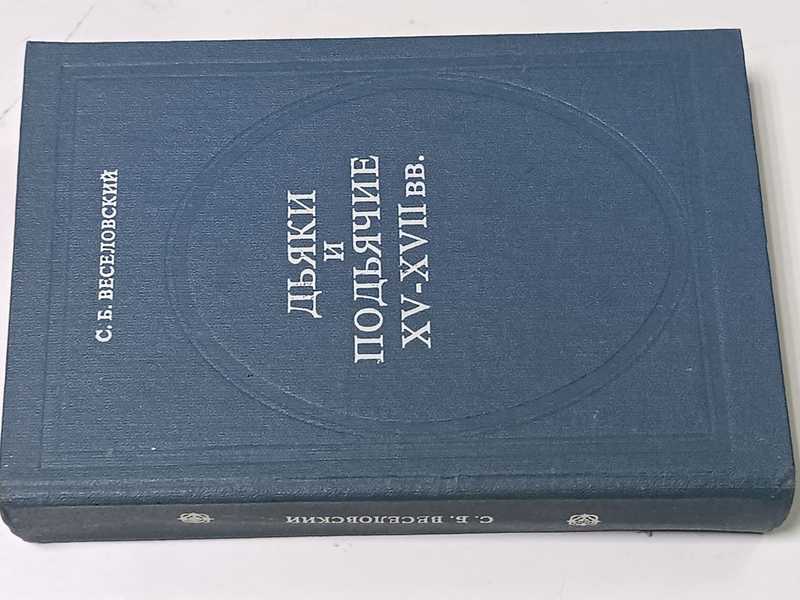 С. Б. ВЕСЕЛОВСКИЙ
ДЬЯКИ
И
ПОДЬЯЧИЕ
XV-XVII ВВ.
С. Б. ВЕСЕЛОВСКИЙ